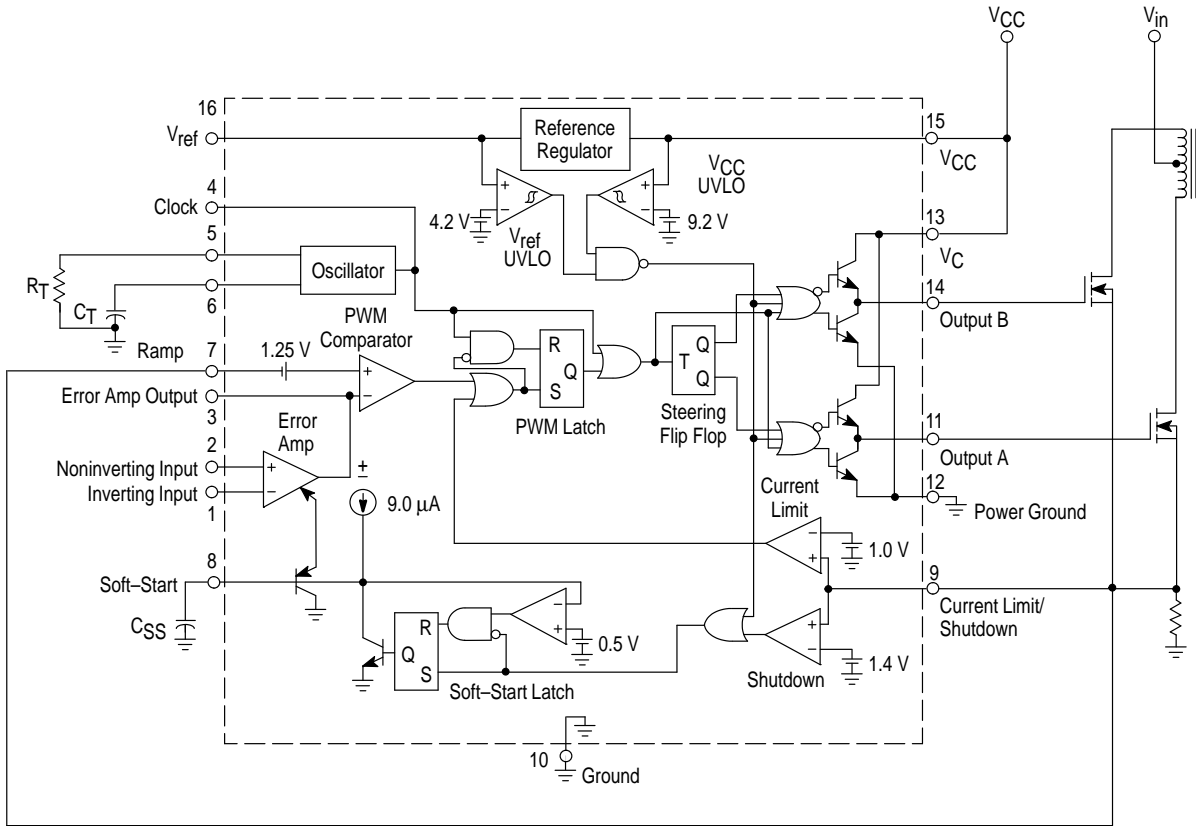 VCC
Vin
16
Vref
Reference
Regulator
15
VCC
VCC
UVLO
4
Clock
4.2 V
9.2 V
Vref
UVLO
13
VC
5
Oscillator
RT
CT
6
14
Output B
PWM
Comparator
Ramp
7
1.25 V
R
Q
S
PWM Latch
T
Q
Q
Steering
Flip Flop
Error Amp Output
3
Error
Amp
2
Noninverting Input
Inverting Input
1
11
Output A
12
Power Ground
9.0 µA
Current
Limit
1.0 V
8
Soft–Start
CSS
9
Current Limit/
Shutdown
R
Q
S
0.5 V
Soft–Start Latch
1.4 V
Shutdown
10
Ground